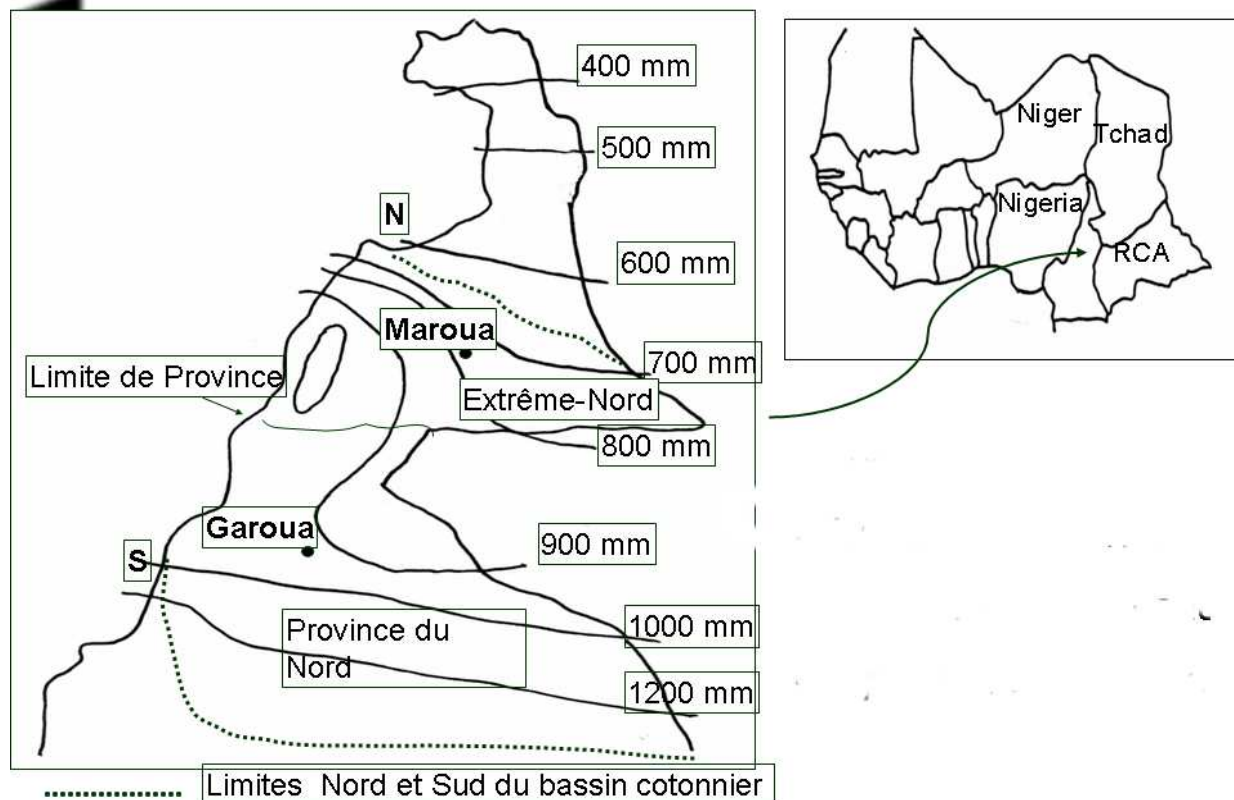 400 mm
500 mm
N
600 mm
Maroua
700 mm
Limite de Province
Extrême-Nord
800 mm
Garoua
900 mm
S
1000 mm
Province du
Nord
1200 mm
Limites Nord et Sud du bassin cotonnier
Niger
Tchad
Nigeria
RCA